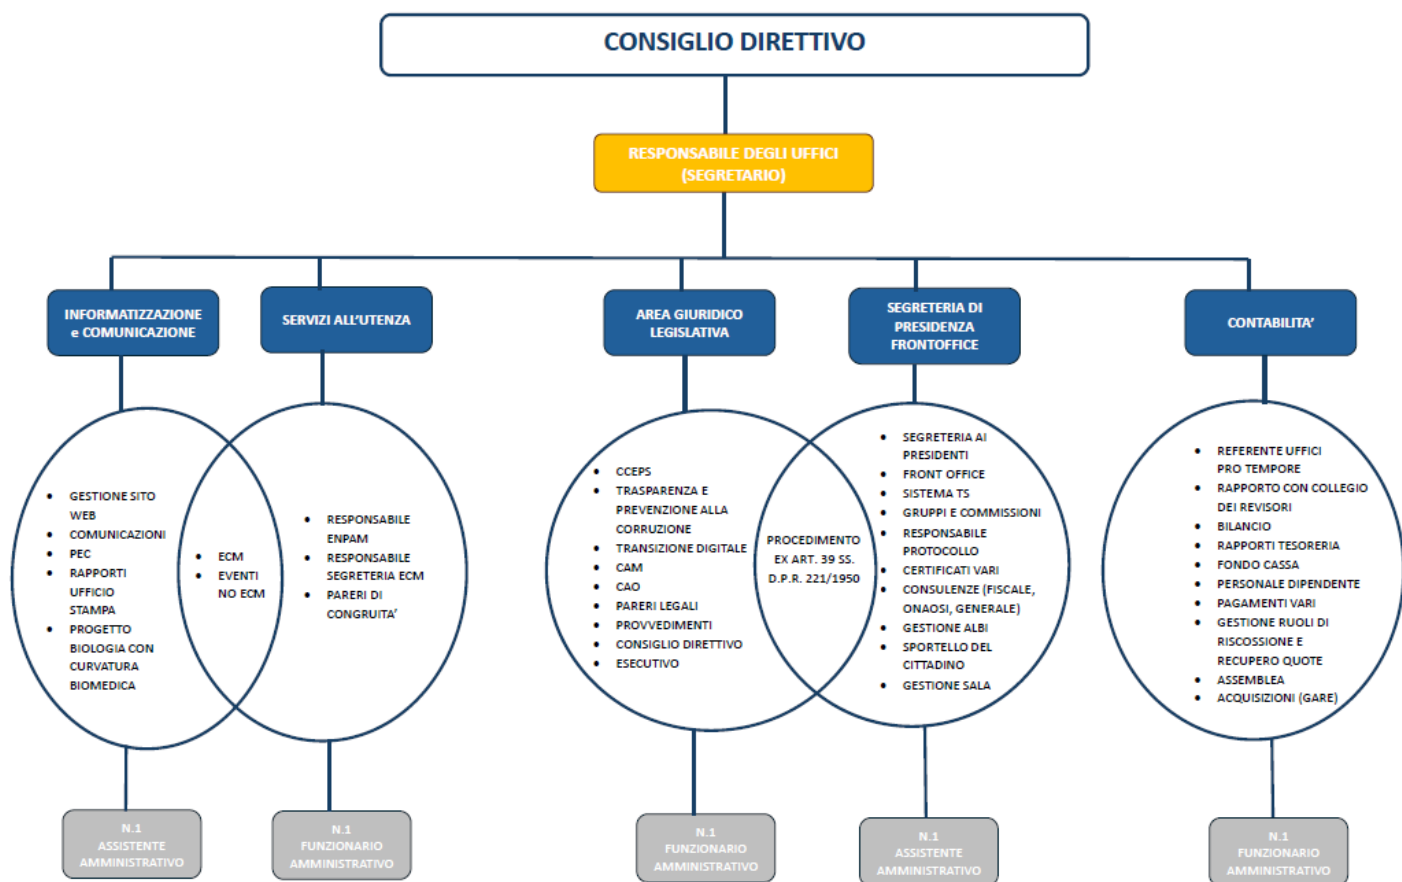 CONSIGLIO DIRETTIVO
RESPONSABILE DEGLI UFFICI
(SEGRETARIO)
INFORMATIZZAZIONE
e COMUNICAZIONE
SERVIZI ALL'UTENZA
AREA GIURIDICO
LEGISLATIVA
SEGRETERIA DI
PRESIDENZA
FRONTOFFICE
CONTABILITA'
• GESTIONE SITO
WEB
• COMUNICAZIONI
• PEC
• RAPPORTI
UFFICIO
STAMPA
• PROGETTO
BIOLOGIA CON
CURVATURA
BIOMEDICA
• ECM
• EVENTI
NO ECM
• RESPONSABILE
ENPAM
• RESPONSABILE
SEGRETERIA ECM
• PARERI DI
CONGRUITA'
• CCEPS
• TRASPARENZA E
PREVENZIONE ALLA
CORRUZIONE
• TRANSIZIONE DIGITALE
• CAM
• CAO
• PARERI LEGALI
• PROVVEDIMENTI
• CONSIGLIO DIRETTIVO
• ESECUTIVO
PROCEDIMENTO
EX ART. 39 SS.
D.P.R. 221/1950
• SEGRETERIA AI
PRESIDENTI
• FRONT OFFICE
• SISTEMA TS
• GRUPPI E COMMISSIONI
• RESPONSABILE
PROTOCOLLO
• CERTIFICATI VARI
• CONSULENZE (FISCALE,
ONAOSI, GENERALE)
• GESTIONE ALBI
• SPORTELLO DEL
CITTADINO
• GESTIONE SALA
• REFERENTE UFFICI
PRO TEMPORE
• RAPPORTO CON COLLEGIO
DEI REVISORI
• BILANCIO
• RAPPORTI TESORERIA
• FONDO CASSA
• PERSONALE DIPENDENTE
• PAGAMENTI VARI
• GESTIONE RUOLI DI
RISCOSSIONE E
RECUPERO QUOTE
• ASSEMBLEA
• ACQUISIZIONI (GARE)
N.1
ASSISTENTE
AMMINISTRATIVO
N.1
FUNZIONARIO
AMMINISTRATIVO
N.1
FUNZIONARIO
AMMINISTRATIVO
N.1
ASSISTENTE
AMMINISTRATIVO
N.1
FUNZIONARIO
AMMINISTRATIVO